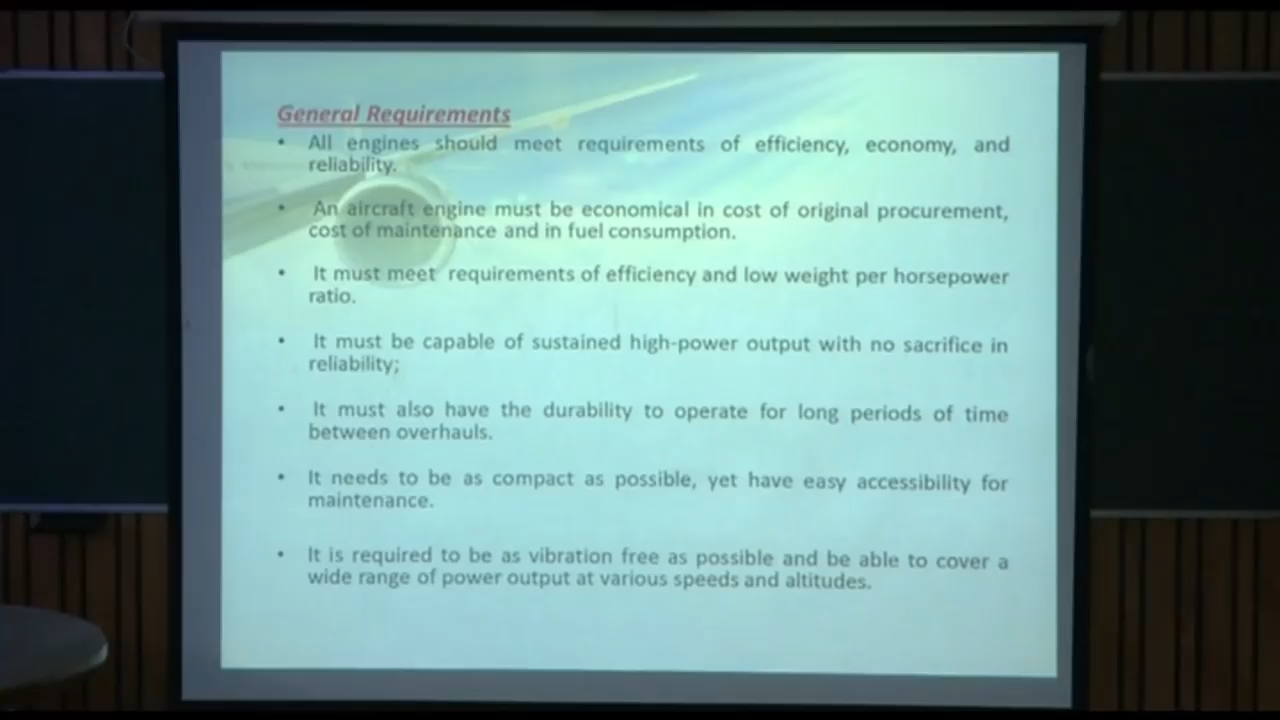 General Requirements
• All engines should meet requirements of efficiency, economy, and
reliability.
• An aircraft engine must be economical in cost of original procurement,
cost of maintenance and in fuel consumption.
• It must meet requirements of efficiency and low weight per horsepower
ratio.
• It must be capable of sustained high-power output with no sacrifice in
reliability;
• It must also have the durability to operate for long periods of time
between overhauls.
• It needs to be as compact as possible, yet have easy accessibility for
maintenance.
• It is required to be as vibration free as possible and be able to cover a
wide range of power output at various speeds and altitudes.